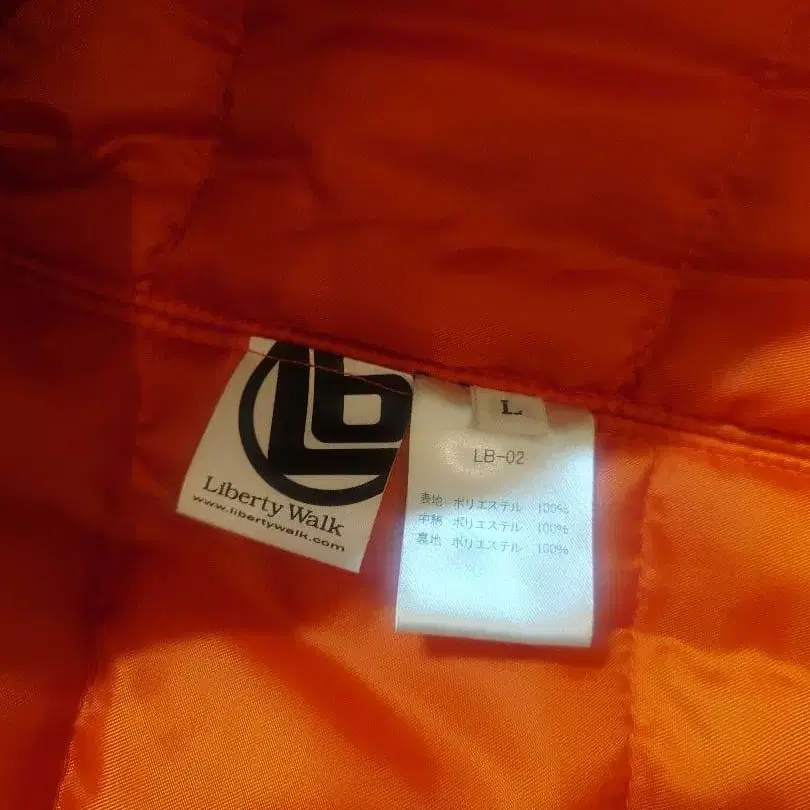 Lb
Liberty Walk
www.libertywalk.com
L
LB-02
表地 ポリエステル 100%
中綿 ポリエステル 100%
裏地 ポリエステル 100%